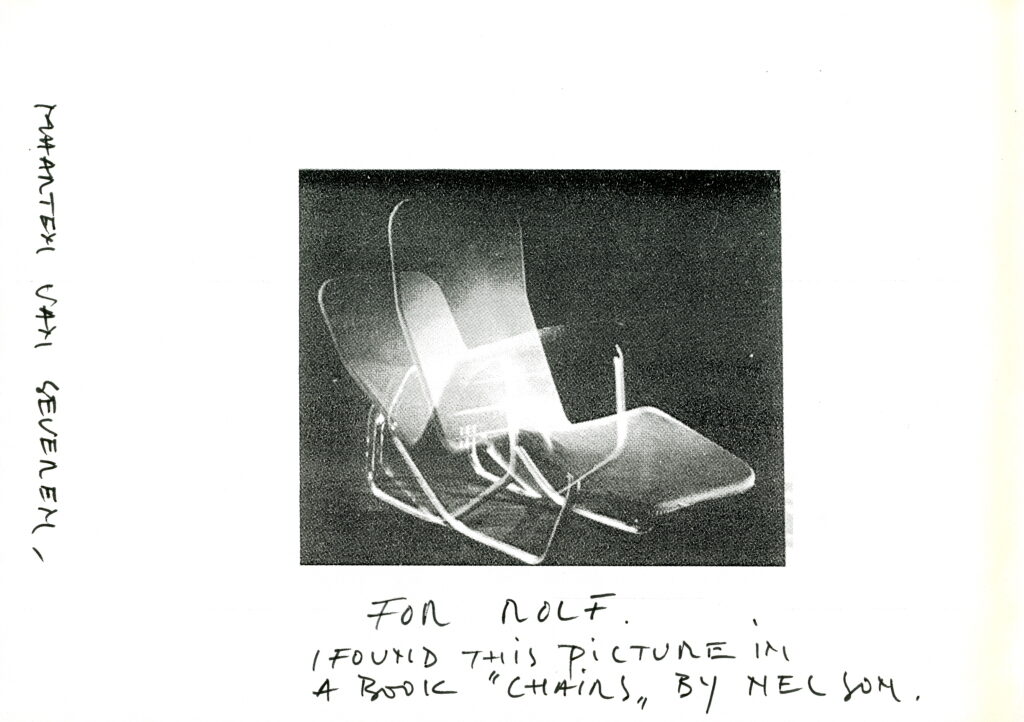 MAARTEN VAN SEVEREN,
FOR ROLF.
I FOUND THIS PICTURE IN
A BOOK "CHAIRS„ BY NELSON.